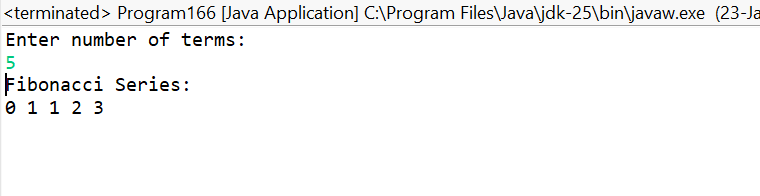 <terminated> Program166 [Java Application] C:\Program Files\Java\jdk-25\bin\javaw.exe (23-Ja
Enter number of terms:
5
Fibonacci Series:
0 1 1 2 3